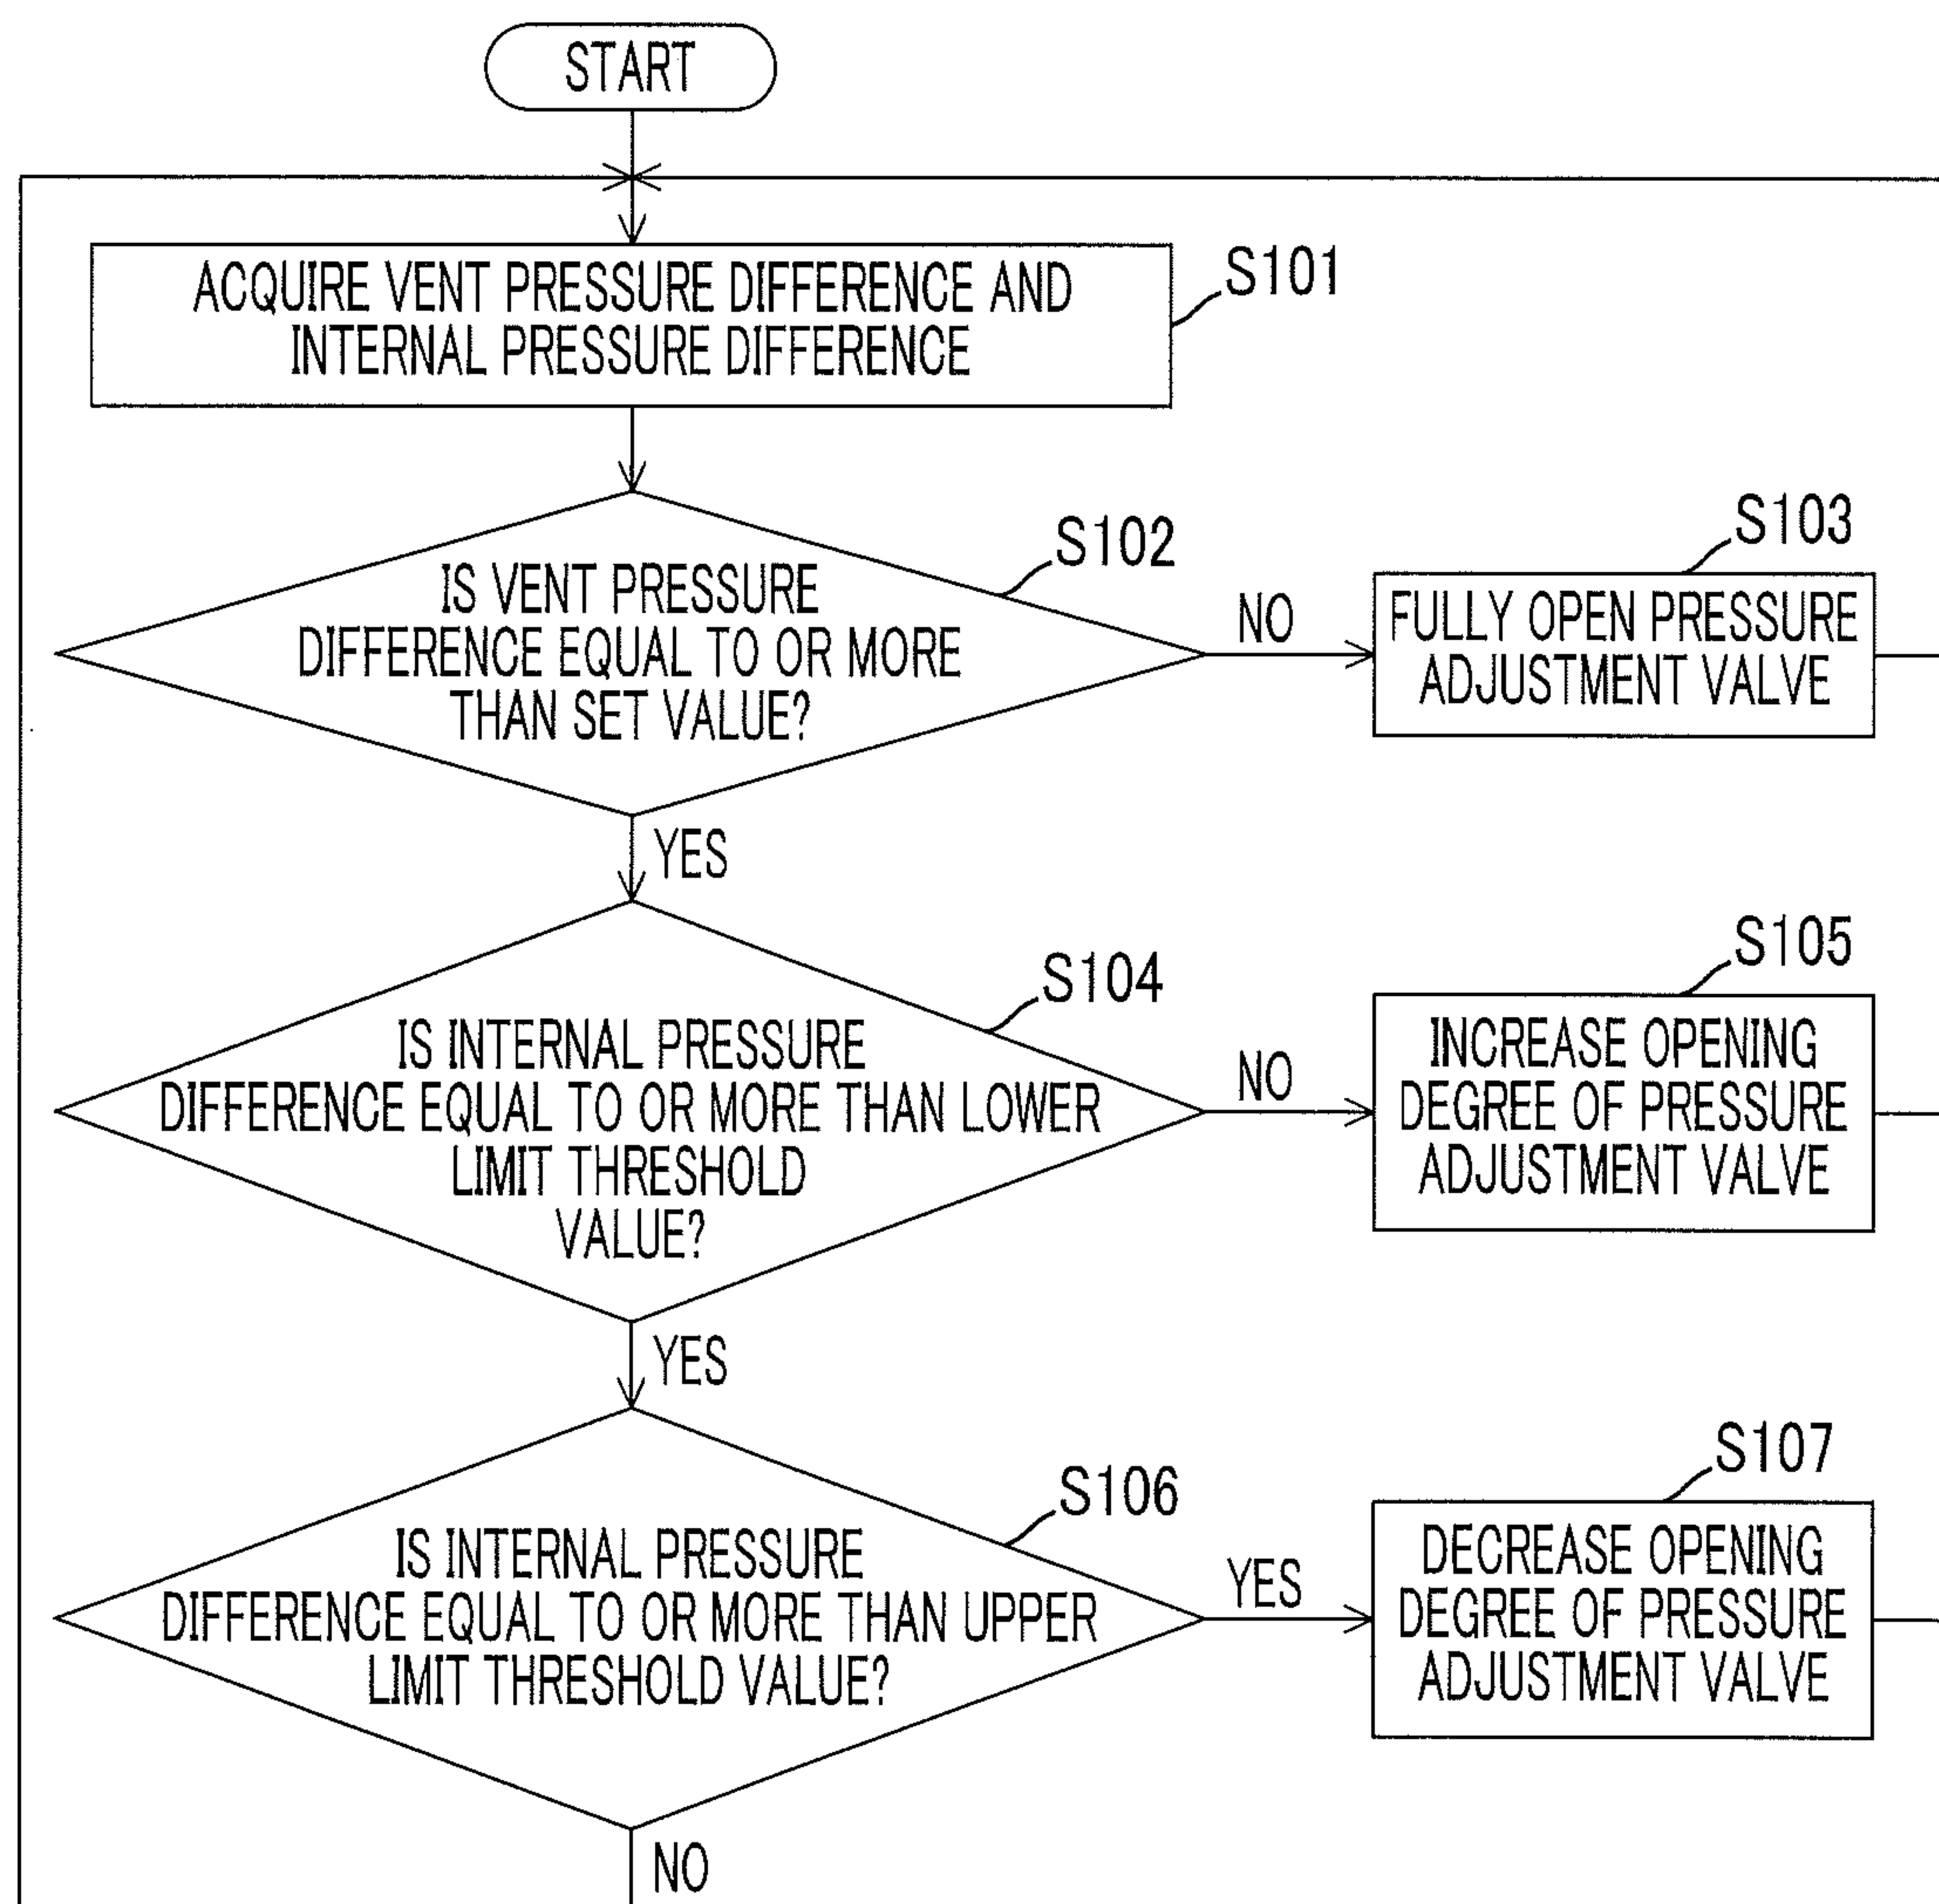 START
ACQUIRE VENT PRESSURE DIFFERENCE AND
INTERNAL PRESSURE DIFFERENCE
S101
IS VENT PRESSURE
DIFFERENCE EQUAL TO OR MORE
THAN SET VALUE?
S102
NO
S103
FULLY OPEN PRESSURE
ADJUSTMENT VALVE
YES
IS INTERNAL PRESSURE
DIFFERENCE EQUAL TO OR MORE THAN LOWER
LIMIT THRESHOLD
VALUE?
S104
NO
S105
INCREASE OPENING
DEGREE OF PRESSURE
ADJUSTMENT VALVE
YES
IS INTERNAL PRESSURE
DIFFERENCE EQUAL TO OR MORE THAN UPPER
LIMIT THRESHOLD VALUE?
S106
YES
S107
DECREASE OPENING
DEGREE OF PRESSURE
ADJUSTMENT VALVE
NO